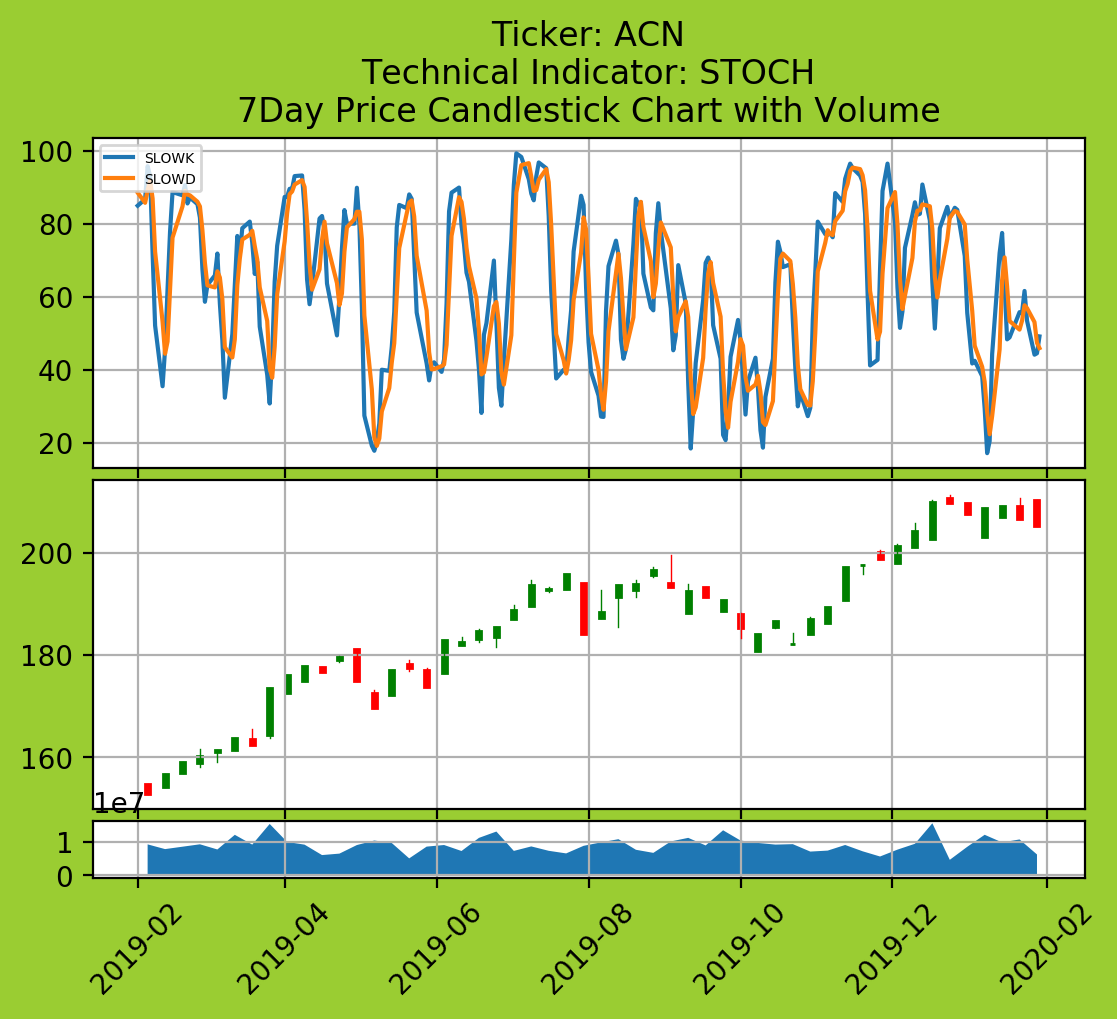 Ticker: ACN
Technical Indicator: STOCH
7Day Price Candlestick Chart with Volume
100
80
60
40
20
SLOWK
SLOWD
200
180
160
1e7
1
0
2019-02
2019-04
2019-06
2019-08
2019-10
2019-12
2020-02